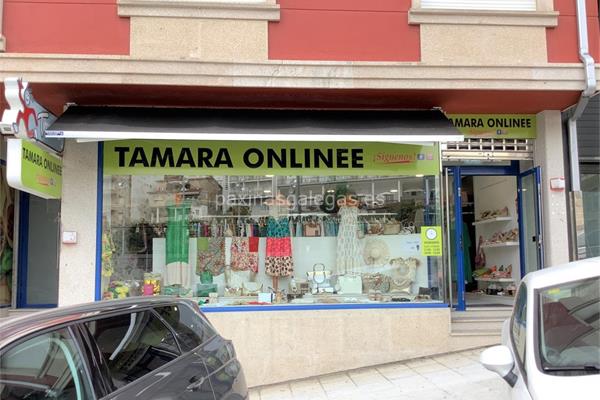 TAMARA ONLINEE ¡Síguenos!
TAMARA ONLINEE
TAMARA ONLINEE
paxinasgalegas.es